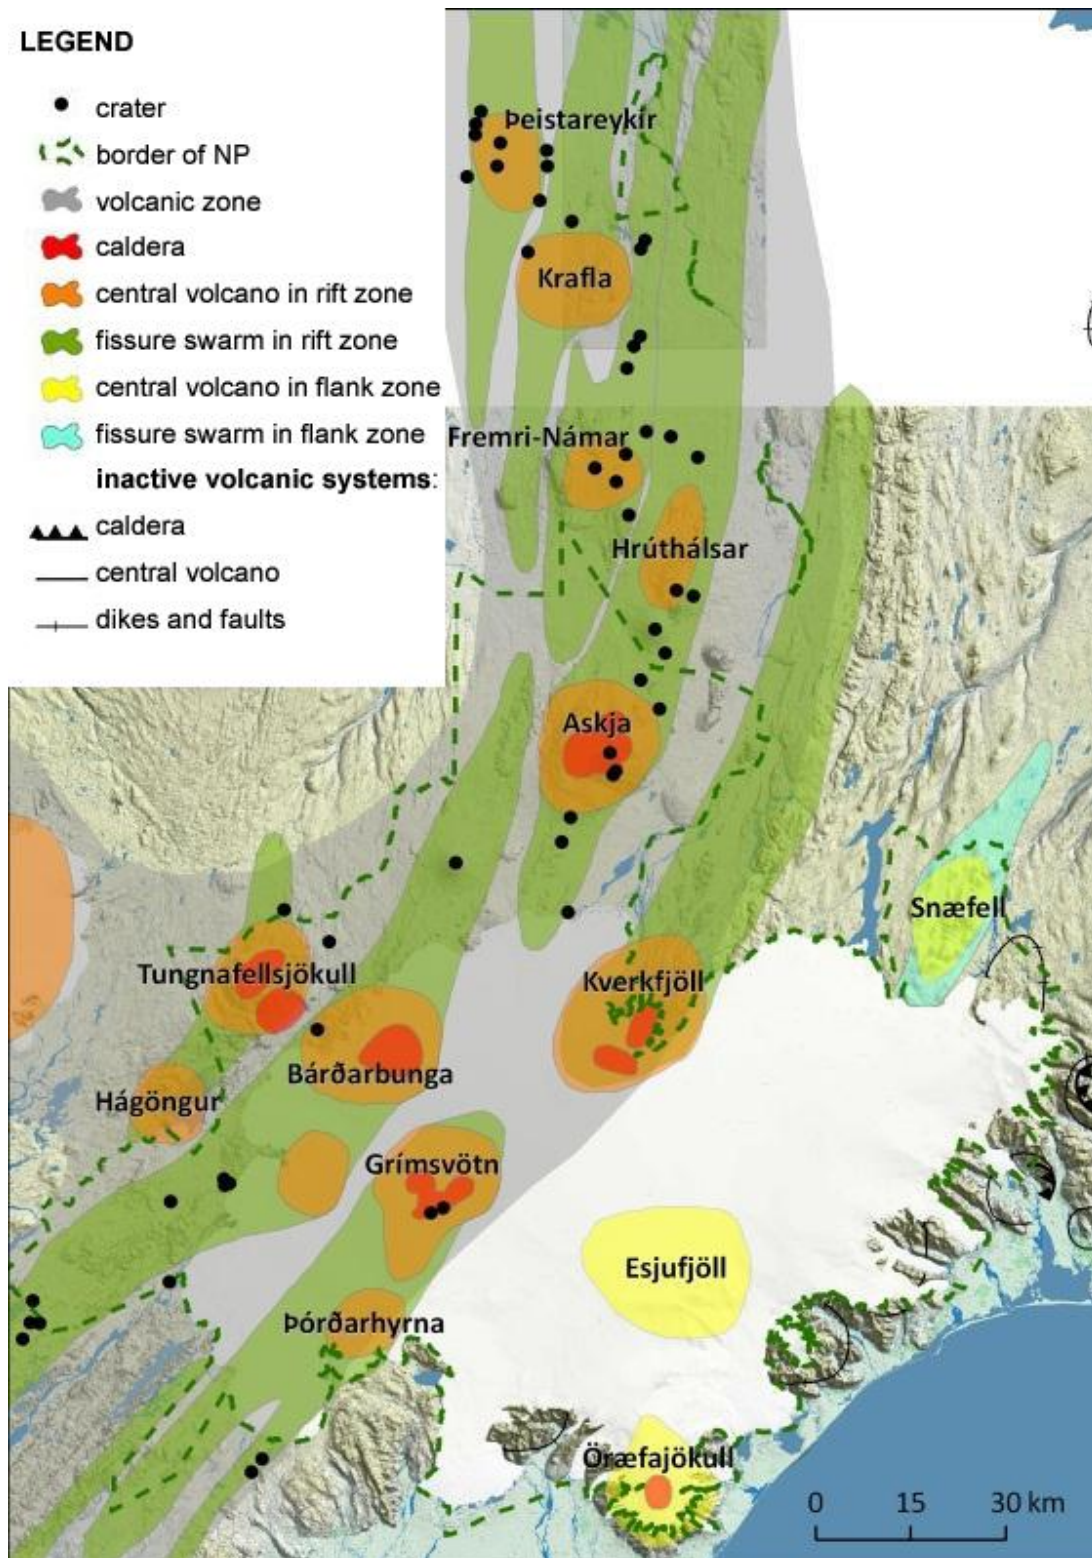 LEGEND
crater
border of NP
volcanic zone
caldera
central volcano in rift zone
fissure swarm in rift zone
central volcano in flank zone
fissure swarm in flank zone
inactive volcanic systems:
caldera
central volcano
dikes and faults
Þeistareykir
Krafla
Fremri-Námar
Hrúthálsar
Askja
Snæfell
Tungnafellsjökull
Kverkfjöll
Bárðarbunga
Hágöngur
Grímsvötn
Esjufjöll
Þórðarhyrna
Öræfajökull
0 15 30 km